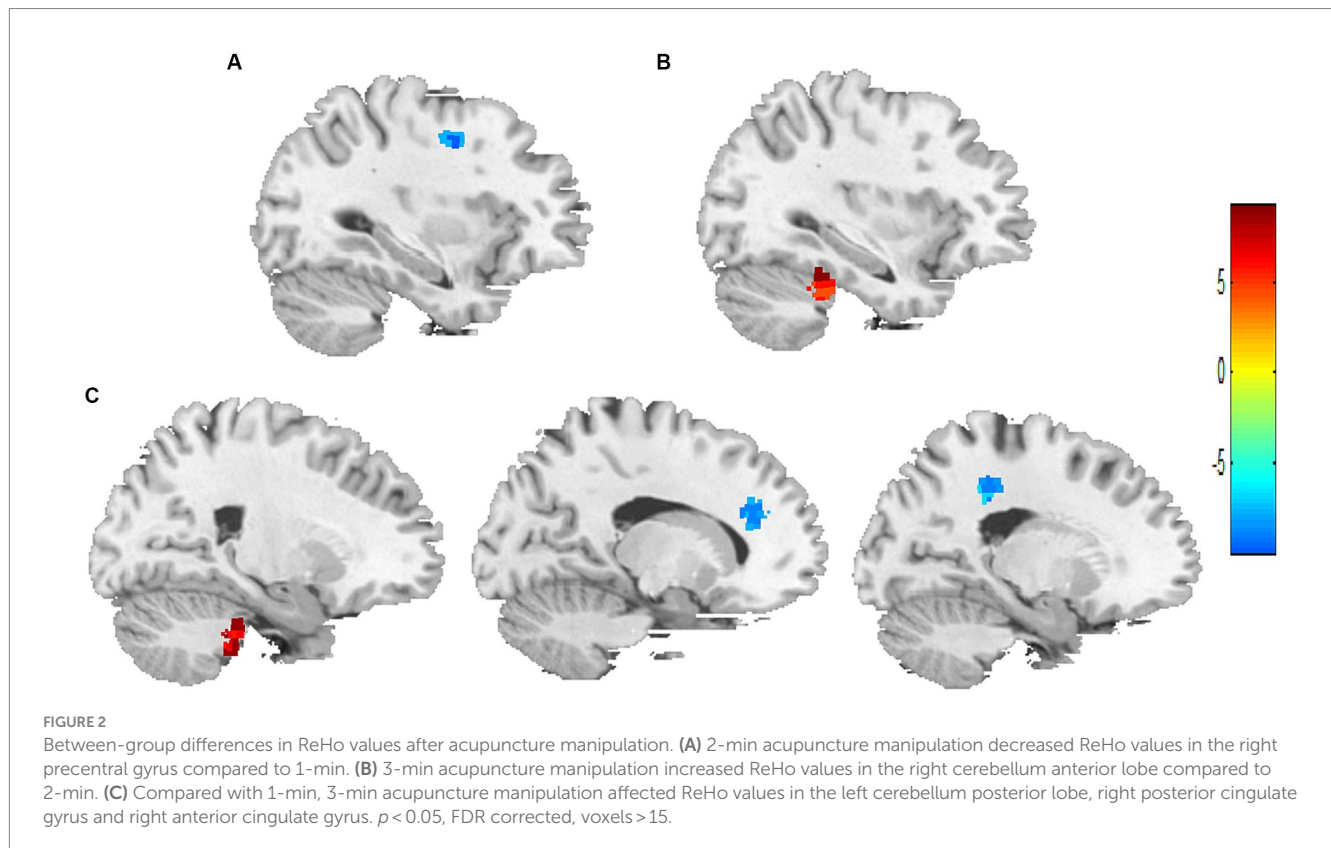 A
B
5
0
-5
C
FIGURE 2
Between-group differences in ReHo values after acupuncture manipulation. (A) 2-min acupuncture manipulation decreased ReHo values in the right
precentral gyrus compared to 1-min. (B) 3-min acupuncture manipulation increased ReHo values in the right cerebellum anterior lobe compared to
2-min. (C) Compared with 1-min, 3-min acupuncture manipulation affected ReHo values in the left cerebellum posterior lobe, right posterior cingulate
gyrus and right anterior cingulate gyrus. p < 0.05, FDR corrected, voxels > 15.